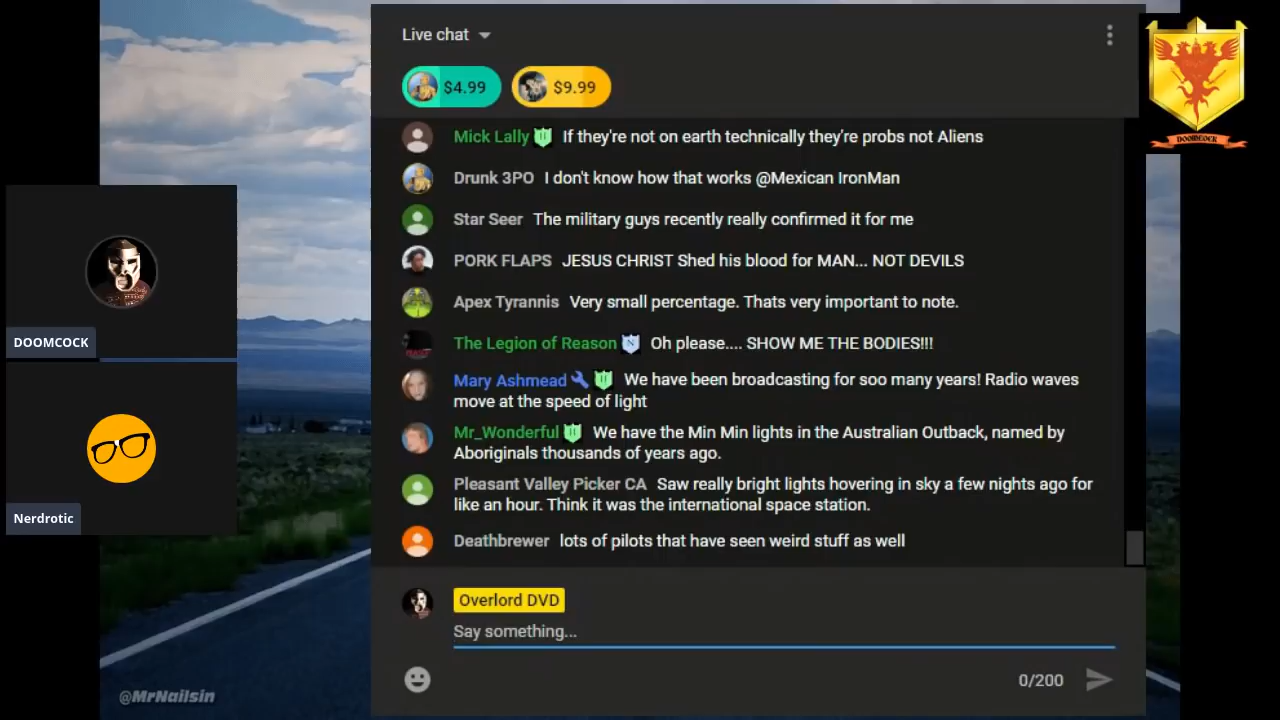 Live chat
$4.99 $9.99
DOOMCOCK
Mick Lally If they're not on earth technically they're probs not Aliens
Drunk 3PO I don't know how that works @Mexican IronMan
Star Seer The military guys recently really confirmed it for me
PORK FLAPS JESUS CHRIST Shed his blood for MAN... NOT DEVILS
Apex Tyrannis Very small percentage. Thats very important to note.
DOOMCOCK
The Legion of Reason Oh please.... SHOW ME THE BODIES!!!
Mary Ashmead We have been broadcasting for soo many years! Radio waves
move at the speed of light
Mr_Wonderful We have the Min Min lights in the Australian Outback, named by
Aboriginals thousands of years ago.
Pleasant Valley Picker CA Saw really bright lights hovering in sky a few nights ago for
like an hour. Think it was the international space station.
Nerdrotic
Deathbrewer lots of pilots that have seen weird stuff as well
Overlord DVD
Say something...
0/200
@MrNailsin